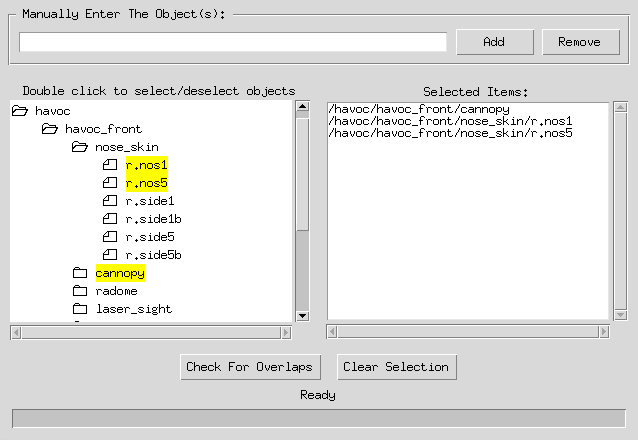 Manually Enter The Object(s):
Add
Remove
Double click to select/deselect objects
havoc
havoc_front
nose_skin
r.nos1
r.nos5
r.side1
r.side1b
r.side5
r.side5b
cannopy
radome
laser_sight
Selected Items:
/havoc/havoc_front/cannopy
/havoc/havoc_front/nose_skin/r.nos1
/havoc/havoc_front/nose_skin/r.nos5
Check For Overlaps
Clear Selection
Ready